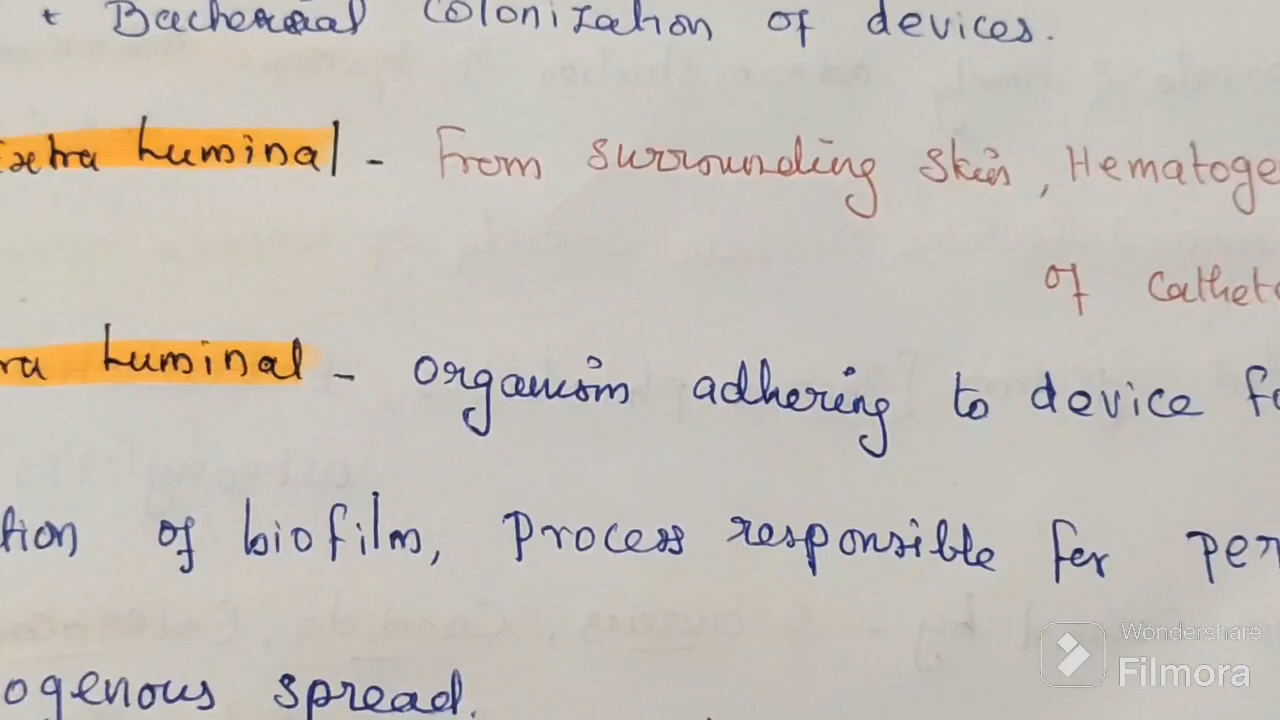 * Bacterial colonization of devices.
Extra Luminal - From surrounding skin, Hematoge
of cathet
ra Luminal - organism adhering to device fo
tion of biofilm, process responsible for per
ogenous spread.
Wondershare
Filmora